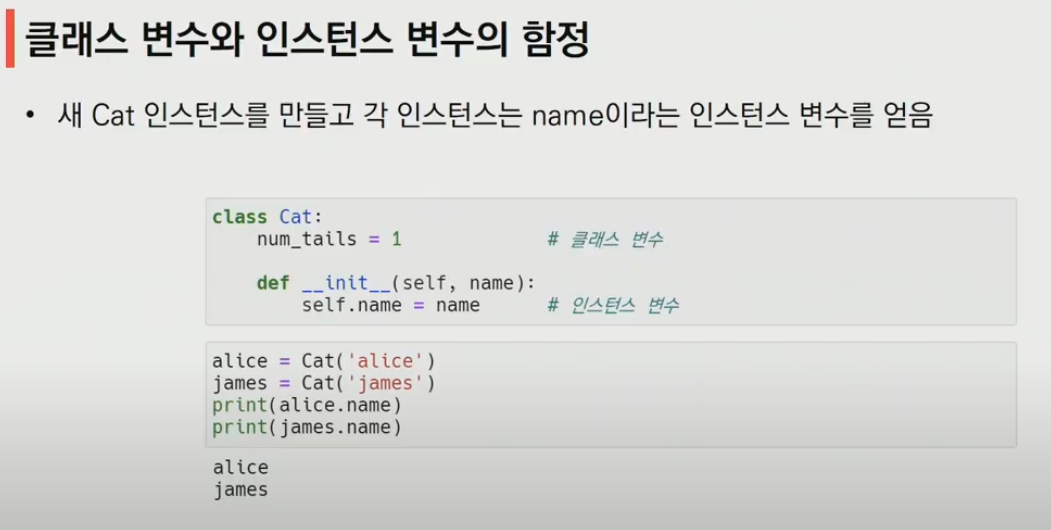 클래스 변수와 인스턴스 변수의 함정
• 새 Cat 인스턴스를 만들고 각 인스턴스는 name이라는 인스턴스 변수를 얻음
class Cat:
    num_tails = 1             # 클래스 변수
    def __init__(self, name):
        self.name = name      # 인스턴스 변수
alice = Cat('alice')
james = Cat('james')
print(alice.name)
print(james.name)
alice
james